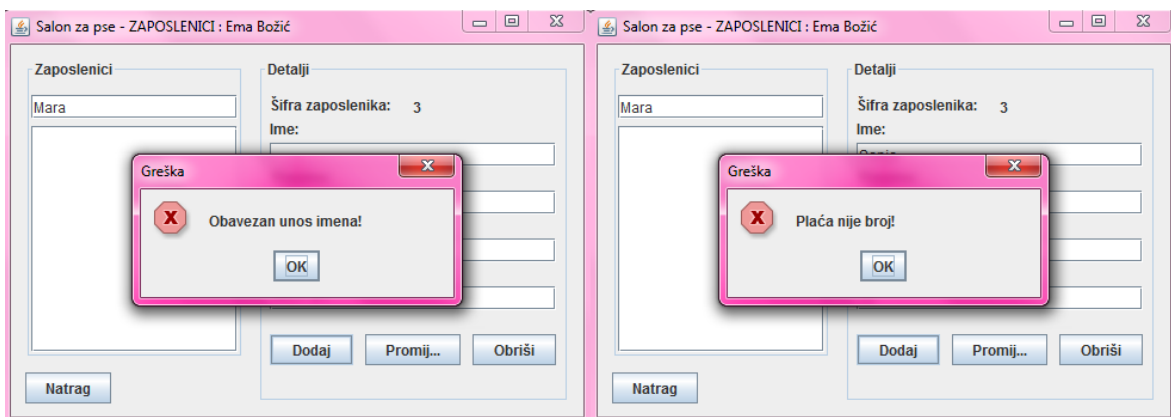 Salon za pse - ZAPOSLENICI : Ema Božić
Zaposlenici
Mara
Detalji
Šifra zaposlenika: 3
Ime:
Greška
Obavezan unos imena!
OK
Dodaj
Promij...
Obriši
Natrag
Salon za pse - ZAPOSLENICI : Ema Božić
Zaposlenici
Mara
Detalji
Šifra zaposlenika: 3
Ime:
Greška
Plaća nije broj!
OK
Dodaj
Promij...
Obriši
Natrag